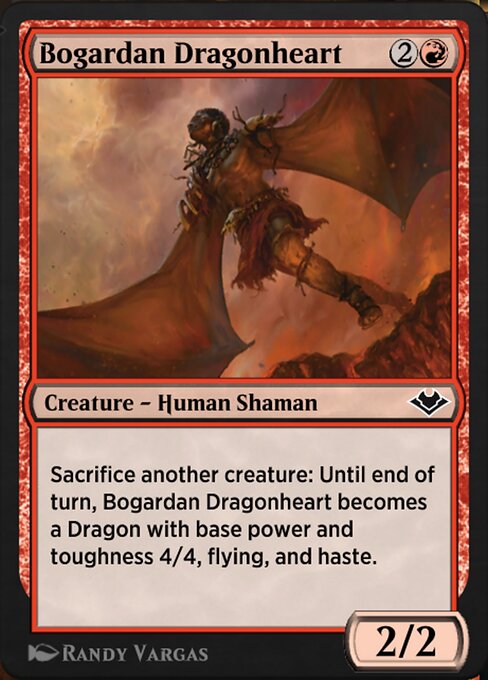 Bogardan Dragonheart 2
Creature – Human Shaman
Sacrifice another creature: Until end of
turn, Bogardan Dragonheart becomes
a Dragon with base power and
toughness 4/4, flying, and haste.
2/2
RANDY VARGAS